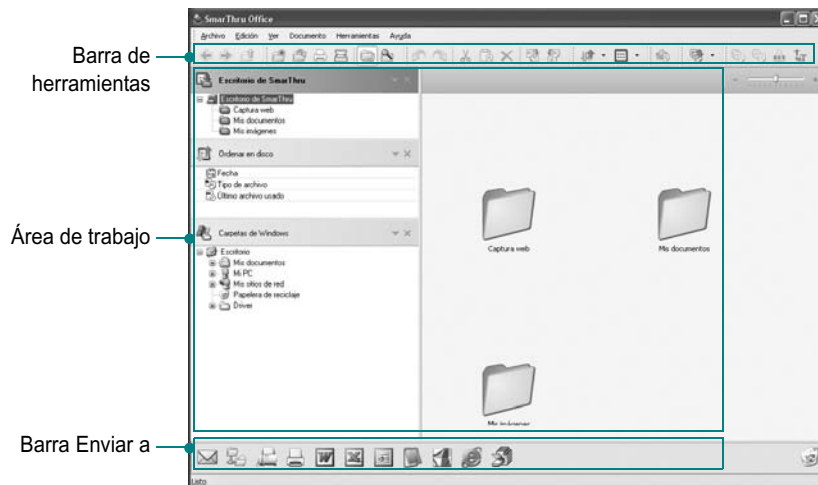 SmarThru Office
Archivo Edición Ver Documento Herramientas Ayuda
Barra de
herramientas
Escritorio de SmarThru
Escritorio de SmarThru
Captura web
Mis documentos
Mis imágenes
Ordenar en disco
Fecha
Tipo de archivo
Último archivo usado
Área de trabajo
Carpetas de Windows
Escritorio
Mis documentos
Mi PC
Mis sitios de red
Papelera de reciclaje
Driver
Captura web
Mis documentos
Mis imágenes
Barra Enviar a
Listo